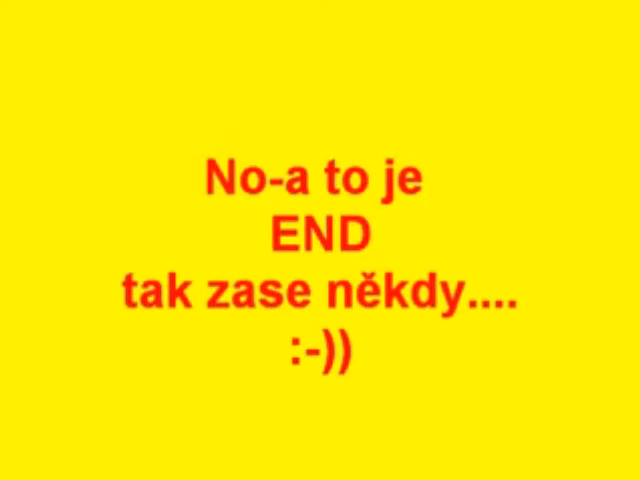 No-a to je
END
tak zase někdy....
:-))